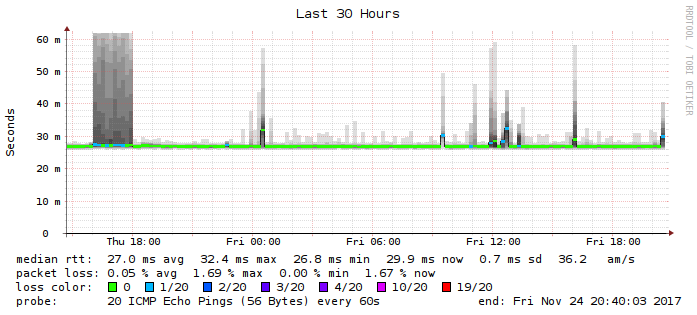 Last 30 Hours
RRDTOOL / TOBI OETIKER
Seconds
60 m
50 m
40 m
30 m
20 m
10 m
0
Thu 18:00 Fri 00:00 Fri 06:00 Fri 12:00 Fri 18:00
median rtt: 27.0 ms avg 32.4 ms max 26.8 ms min 29.9 ms now 0.7 ms sd 36.2 am/s
packet loss: 0.05 % avg 1.69 % max 0.00 % min 1.67 % now
loss color: 0 1/20 2/20 3/20 4/20 10/20 19/20
probe: 20 ICMP Echo Pings (56 Bytes) every 60s end: Fri Nov 24 20:40:03 2017